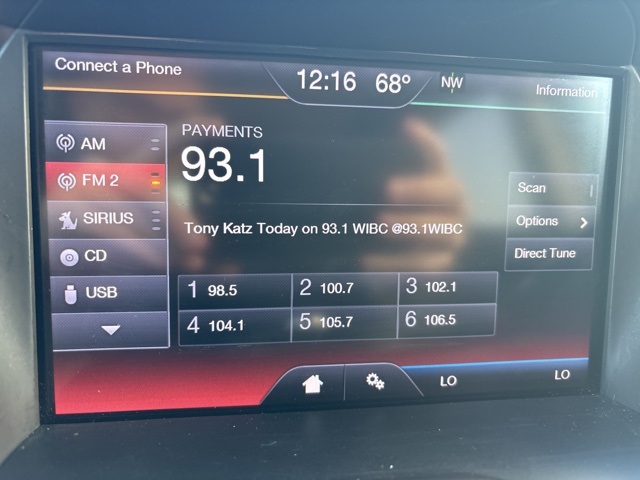 Connect a Phone
12:16 68° NW
Information
AM
FM 2
SIRIUS
CD
USB
PAYMENTS
93.1
Tony Katz Today on 93.1 WIBC @93.1WIBC
Scan
Options
Direct Tune
1 98.5 2 100.7 3 102.1
4 104.1 5 105.7 6 106.5
LO LO